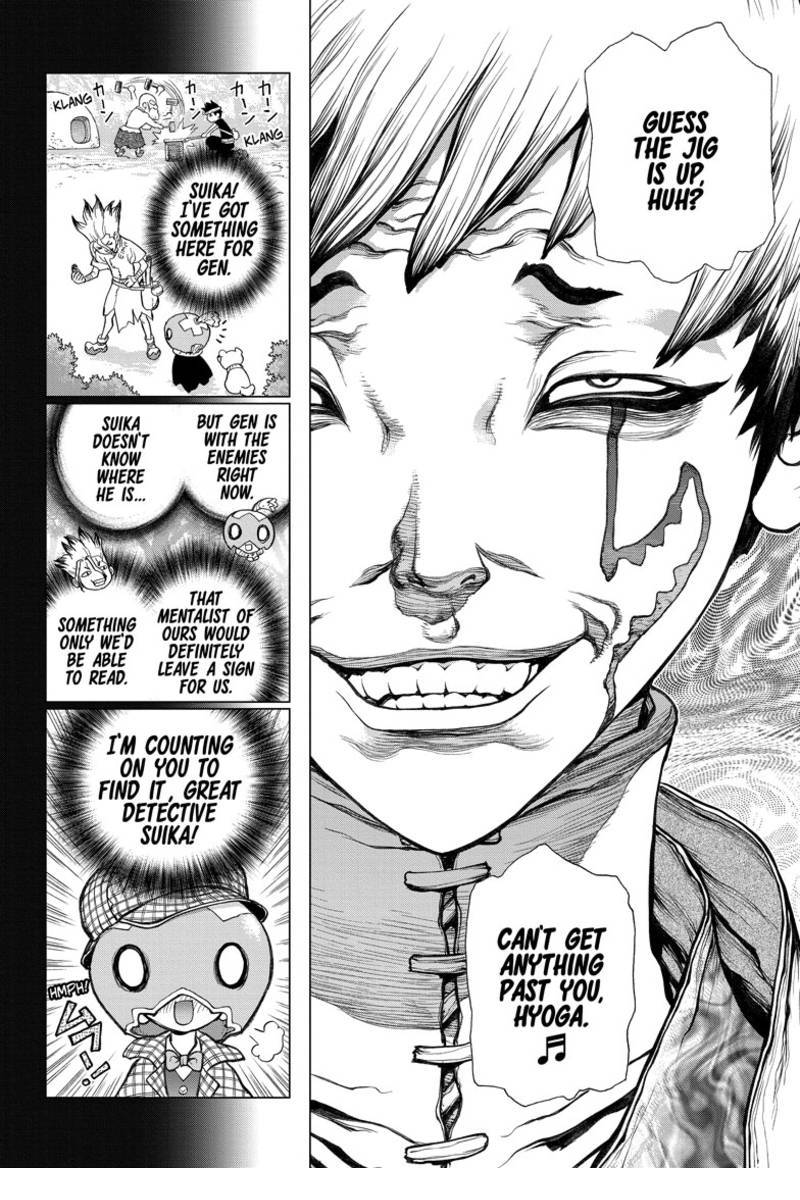 GUESS
THE JIG
IS UP,
HUH?
CAN'T GET
ANYTHING
PAST YOU,
HYOGA.
KLANG
カーン
カーン
KLANG
SUIKA!
I'VE GOT
SOMETHING
HERE FOR
GEN.
BUT GEN IS
WITH THE
ENEMIES
RIGHT
NOW.
SUIKA
DOESN'T
KNOW
WHERE
HE IS...
THAT
MENTALIST OF
OURS WOULD
DEFINITELY
LEAVE A SIGN
FOR US.
SOMETHING
ONLY WE'D
BE ABLE
TO READ.
I'M COUNTING
ON YOU TO
FIND IT, GREAT
DETECTIVE
SUIKA!
HMPH!
ムフー!